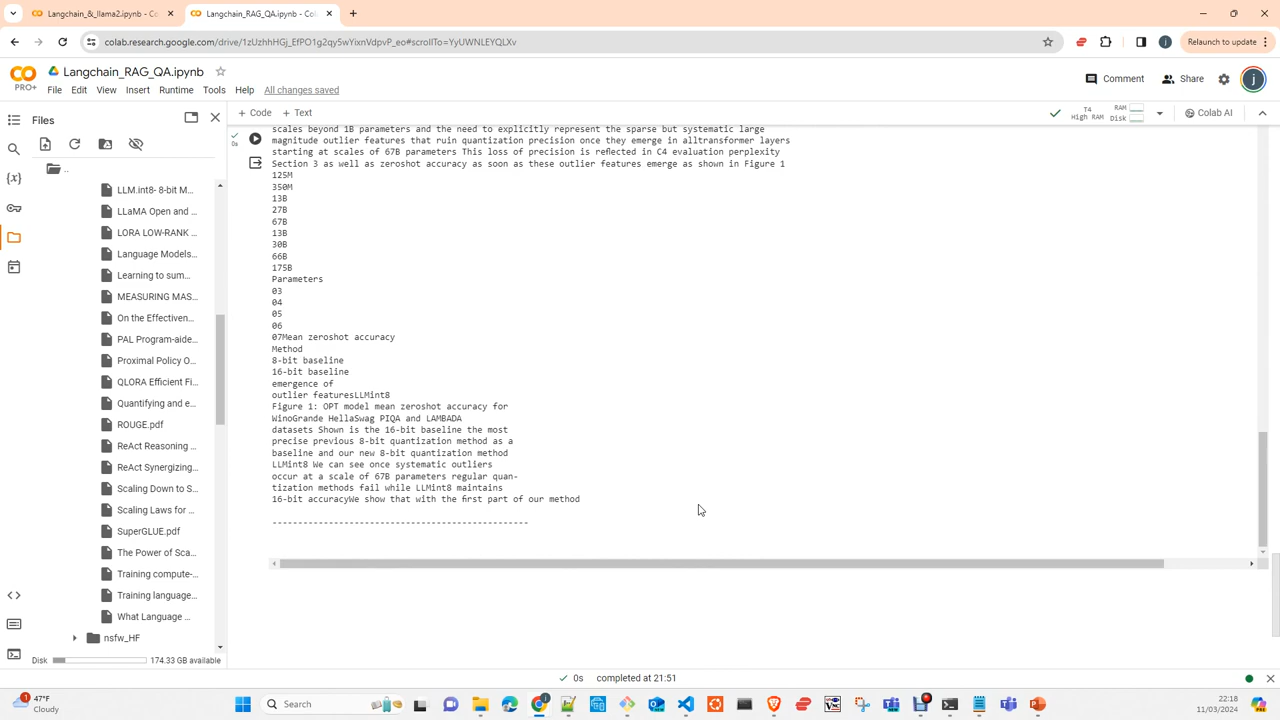 Langchain_&_llama2.ipynb - Co
Langchain_RAG_QA.ipynb - Col
colab.research.google.com/drive/1zUzhhHGj_EfPO1g2qy5wYixnVdpvP_eo#scrollTo=YyUWNLEYQLXv
j
Relaunch to update
CO
PRO+
Langchain_RAG_QA.ipynb
File Edit View Insert Runtime Tools Help All changes saved
Comment
Share
j
Files
+ Code + Text
T4
High RAM
RAM
Disk
Colab AI
..
LLM.int8- 8-bit M...
LLaMA Open and ...
LORA LOW-RANK ...
Language Models...
Learning to sum...
MEASURING MAS...
On the Effectiven...
PAL Program-aide...
Proximal Policy O...
QLORA Efficient Fi...
Quantifying and e...
ROUGE.pdf
ReAct Reasoning ...
ReAct Synergizing...
Scaling Down to S...
Scaling Laws for ...
SuperGLUE.pdf
The Power of Sca...
Training compute-...
Training language...
What Language ...
nsfw_HF
Disk
174.33 GB available
0s
scales beyond 1B parameters and the need to explicitly represent the sparse but systematic large
magnitude outlier features that ruin quantization precision once they emerge in alltransformer layers
starting at scales of 67B parameters This loss of precision is reflected in C4 evaluation perplexity
Section 3 as well as zeroshot accuracy as soon as these outlier features emerge as shown in Figure 1
125M
350M
13B
27B
67B
13B
30B
66B
175B
Parameters
03
04
05
06
07Mean zeroshot accuracy
Method
8-bit baseline
16-bit baseline
emergence of
outlier featuresLLMint8
Figure 1: OPT model mean zeroshot accuracy for
WinoGrande HellaSwag PIQA and LAMBADA
datasets Shown is the 16-bit baseline the most
precise previous 8-bit quantization method as a
baseline and our new 8-bit quantization method
LLMint8 We can see once systematic outliers
occur at a scale of 67B parameters regular quan-
tization methods fail while LLMint8 maintains
16-bit accuracyWe show that with the first part of our method
--------------------------------------------------
0s completed at 21:51
1
47°F
Cloudy
Search
22:18
11/03/2024